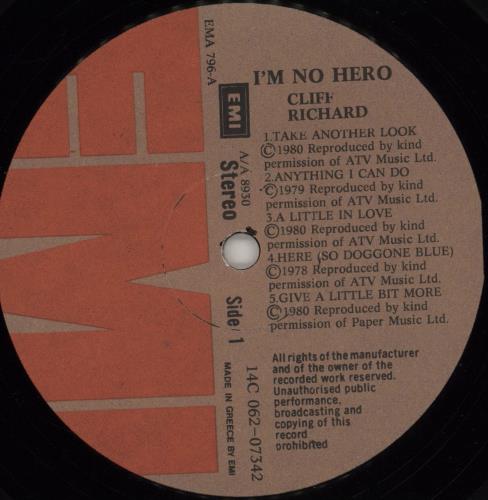 I'M NO HERO
CLIFF
RICHARD
1.TAKE ANOTHER LOOK
©1980 Reproduced by kind
permission of ATV Music Ltd.
2.ANYTHING I CAN DO
©1979 Reproduced by kind
permission of ATV Music Ltd.
3.A LITTLE IN LOVE
©1980 Reproduced by kind
permission of ATV Music Ltd.
4.HERE (SO DOGGONE BLUE)
©1978 Reproduced by kind
permission of ATV Music Ltd.
5.GIVE A LITTLE BIT MORE
©1980 Reproduced by kind
permission of Paper Music Ltd.
All rights of the manufacturer
and of the owner of the
recorded work reserved.
Unauthorised public
performance,
broadcasting and
copying of this
record
prohibited
EMA 796-A
EMI
A/A 8930
Stereo
Side 1
14C 062-07342
MADE IN GREECE BY EMI
EMI